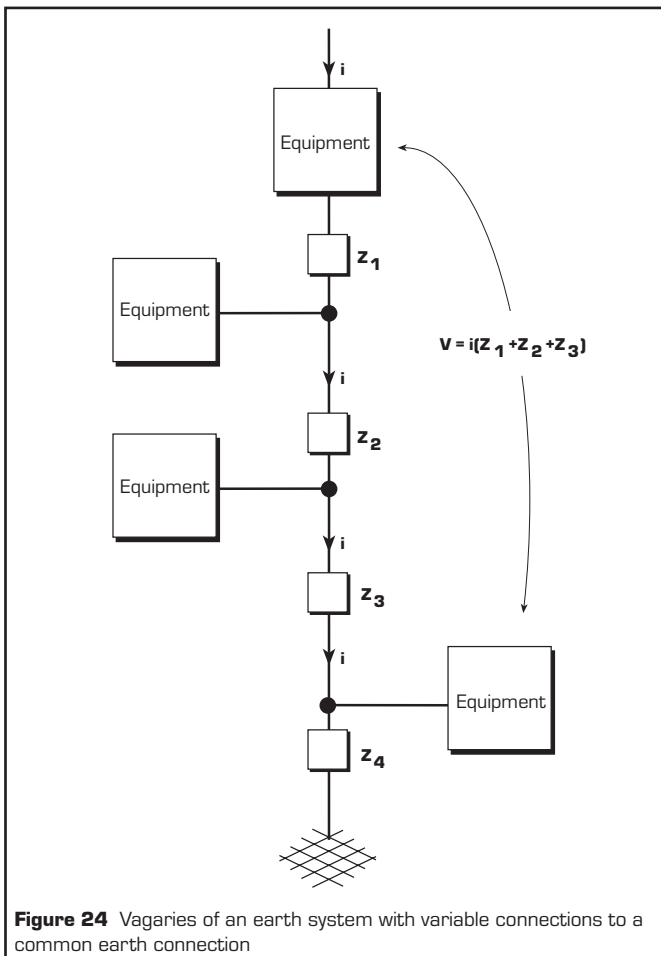 i
Equipment
Z1
Equipment
i
V = i(Z1 +Z2 +Z3)
Z2
Equipment
i
Z3
i
Equipment
Z4
Figure 24 Vagaries of an earth system with variable connections to a
common earth connection